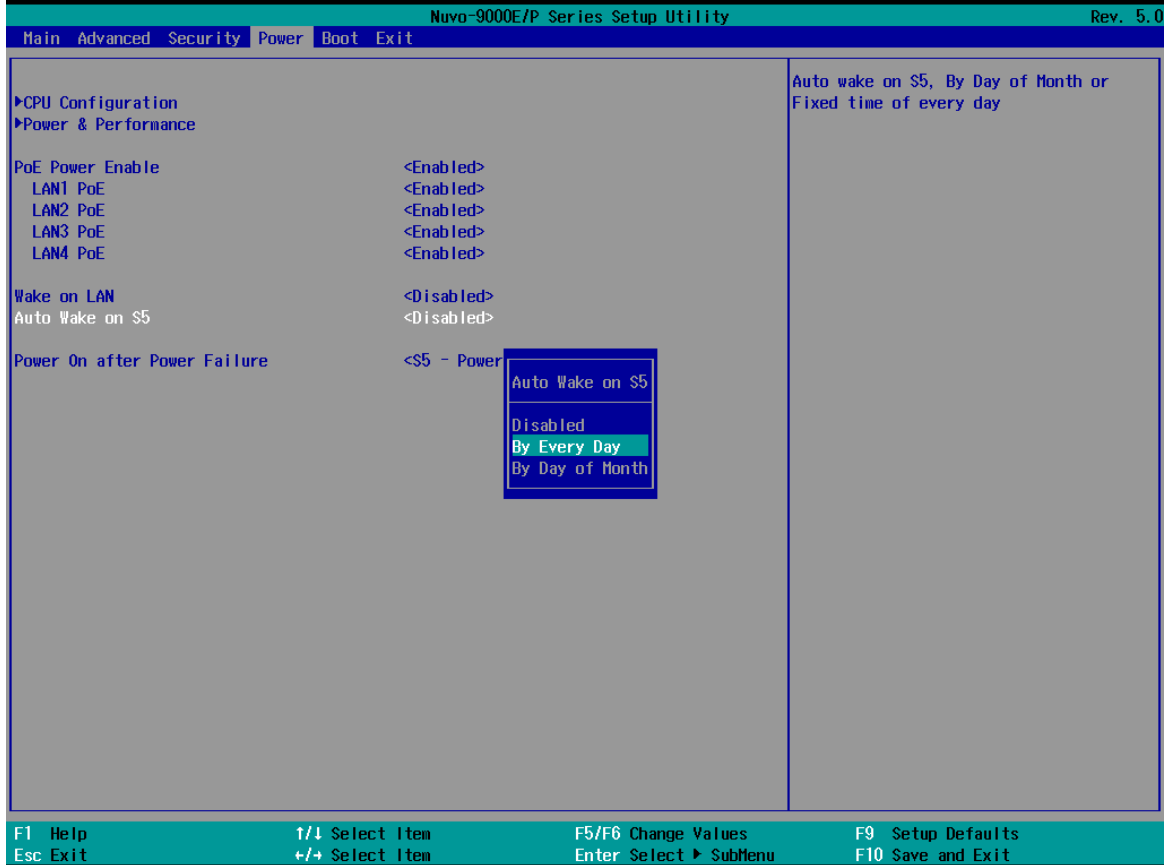 Nuvo-9000E/P Series Setup Utility Rev. 5.0
Main Advanced Security Power Boot Exit
▶CPU Configuration
▶Power & Performance
PoE Power Enable <Enabled>
LAN1 PoE <Enabled>
LAN2 PoE <Enabled>
LAN3 PoE <Enabled>
LAN4 PoE <Enabled>
Wake on LAN <Disabled>
Auto Wake on S5 <Disabled>
Power On after Power Failure <S5 - Power
Auto Wake on S5
Disabled
By Every Day
By Day of Month
Auto wake on S5, By Day of Month or
Fixed time of every day
F1 Help ↑/↓ Select Item F5/F6 Change Values F9 Setup Defaults
Esc Exit ←/→ Select Item Enter Select ▶ SubMenu F10 Save and Exit